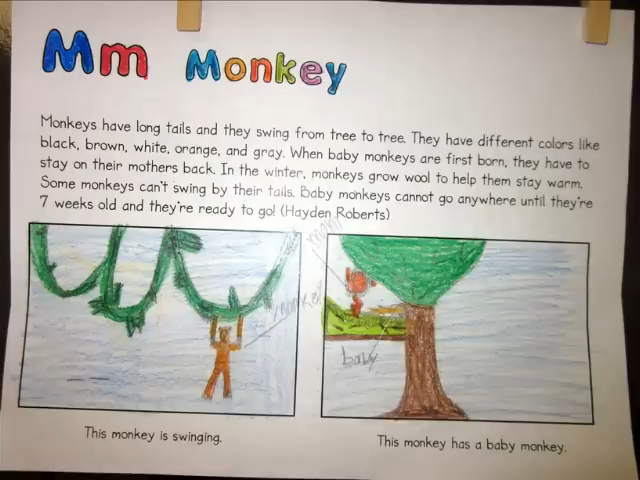 Mm Monkey
Monkeys have long tails and they swing from tree to tree. They have different colors like
black, brown, white, orange, and gray. When baby monkeys are first born, they have to
stay on their mothers back. In the winter, monkeys grow wool to help them stay warm.
Some monkeys can't swing by their tails. Baby monkeys cannot go anywhere until they're
7 weeks old and they're ready to go! (Hayden Roberts)
mom
monkey
baby
This monkey is swinging.
This monkey has a baby monkey.